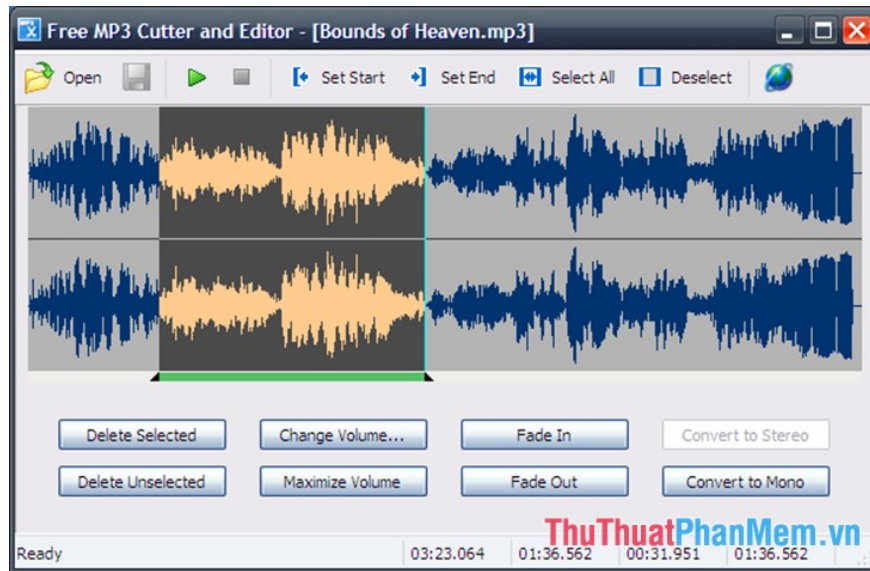 Free MP3 Cutter and Editor - [Bounds of Heaven.mp3]
Open Set Start Set End Select All Deselect
Delete Selected Change Volume... Fade In Convert to Stereo
Delete Unselected Maximize Volume Fade Out Convert to Mono
ThuThuatPhanMem.vn
Ready 03:23.064 01:36.562 00:31.951 01:36.562